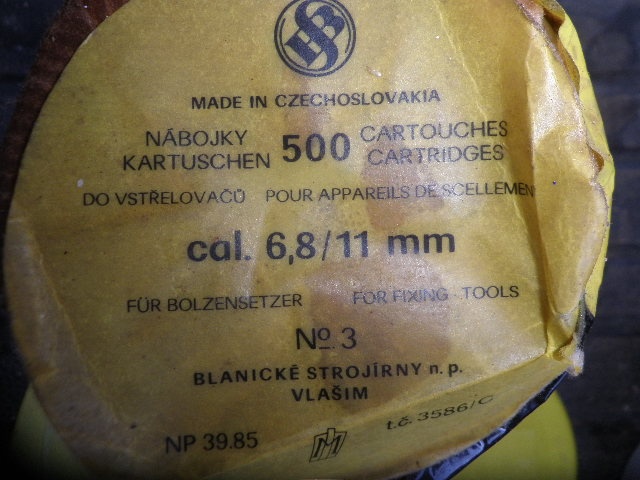 SB
MADE IN CZECHOSLOVAKIA
NÁBOJKY 500 CARTOUCHES
KARTUSCHEN CARTRIDGES
DO VSTŘELOVAČŮ POUR APPAREILS DE SCELLEMEN
cal. 6,8/11 mm
FÜR BOLZENSETZER FOR FIXING TOOLS
No 3
BLANICKÉ STROJÍRNY n. p.
VLAŠIM
NP 39.85 t.č. 3586/C